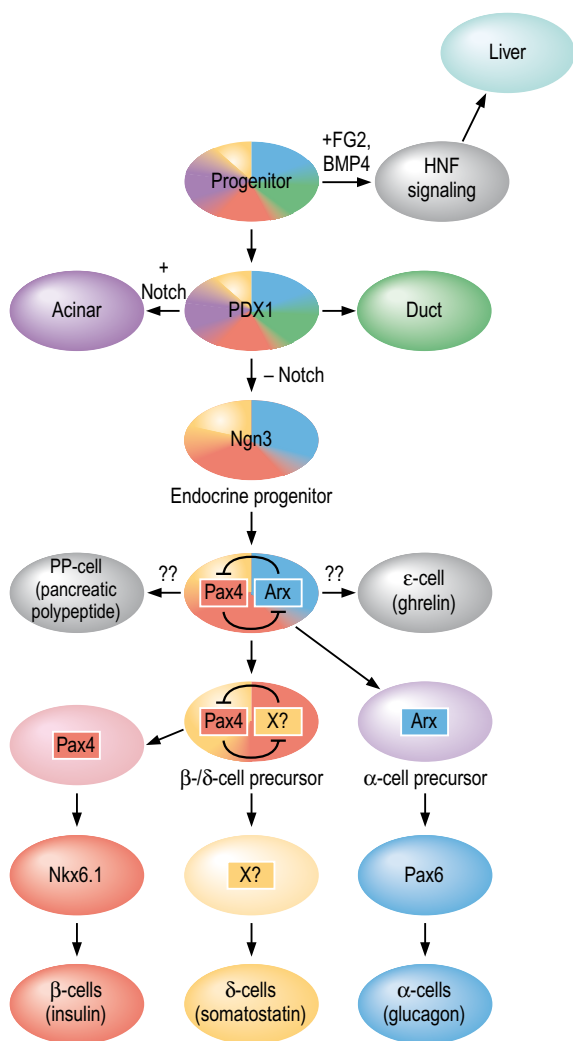 Liver
+FG2,
BMP4
Progenitor
HNF
signaling
+
Notch
Acinar
PDX1
Duct
– Notch
Ngn3
Endocrine progenitor
PP-cell
(pancreatic
polypeptide)
??
Pax4
Arx
??
ε-cell
(ghrelin)
Pax4
Pax4
X?
Arx
β-/δ-cell precursor
α-cell precursor
Nkx6.1
X?
Pax6
β-cells
(insulin)
δ-cells
(somatostatin)
α-cells
(glucagon)